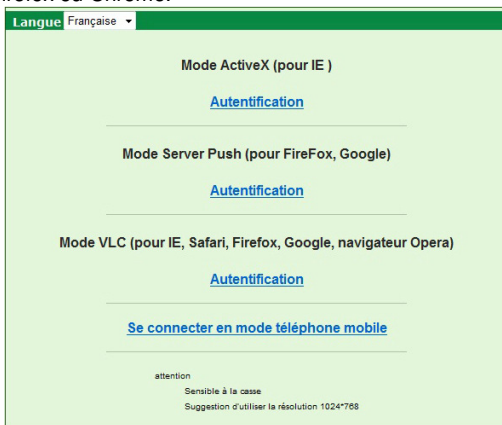 Langue Française
Mode ActiveX (pour IE )
Autentification
Mode Server Push (pour FireFox, Google)
Autentification
Mode VLC (pour IE, Safari, Firefox, Google, navigateur Opera)
Autentification
Se connecter en mode téléphone mobile
attention
Sensible à la casse
Suggestion d'utiliser la résolution 1024*768